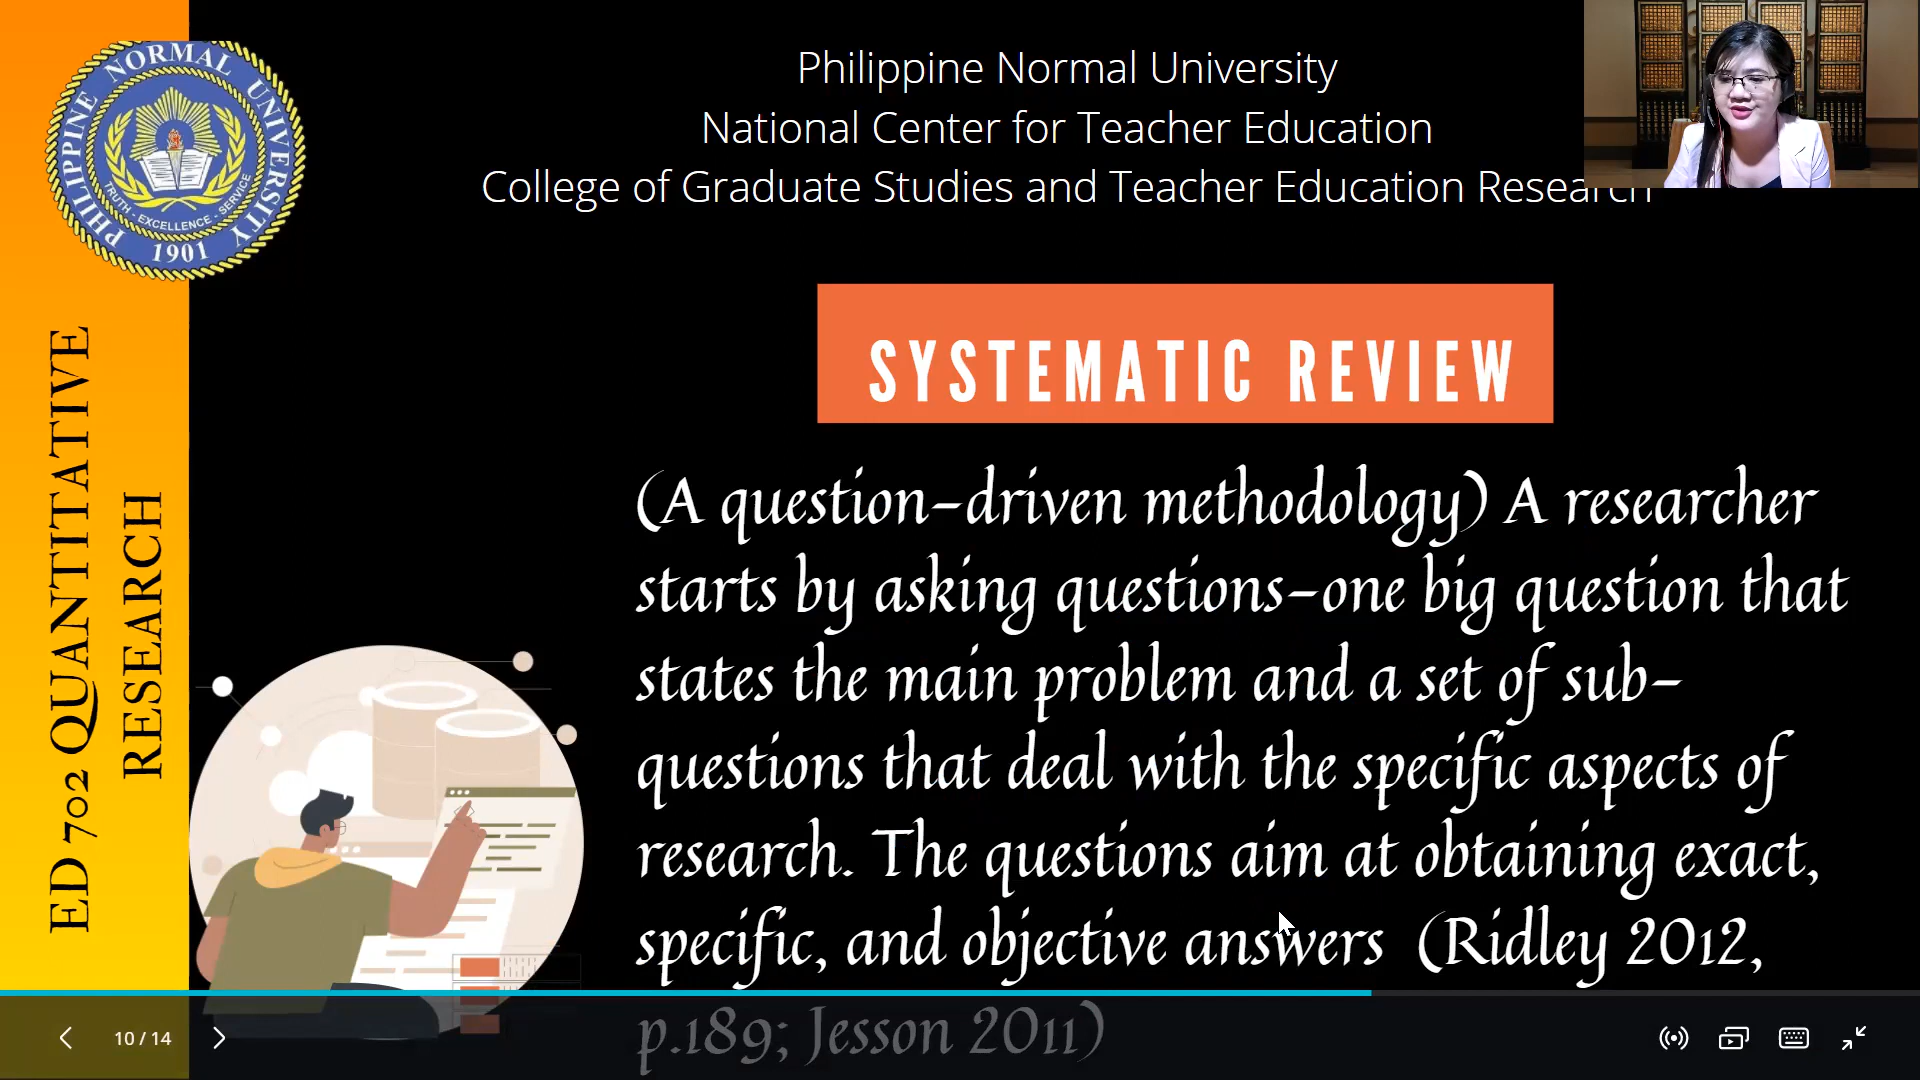 PHILIPPINE NORMAL UNIVERSITY
TRUTH - EXCELLENCE - SERVICE
1901
Philippine Normal University
National Center for Teacher Education
College of Graduate Studies and Teacher Education Research
ED 702 QUANTITATIVE
RESEARCH
SYSTEMATIC REVIEW
(A question-driven methodology) A researcher
starts by asking questions-one big question that
states the main problem and a set of sub-
questions that deal with the specific aspects of
research. The questions aim at obtaining exact,
specific, and objective answers (Ridley 2012,
p.189; Jesson 2011)
10 / 14